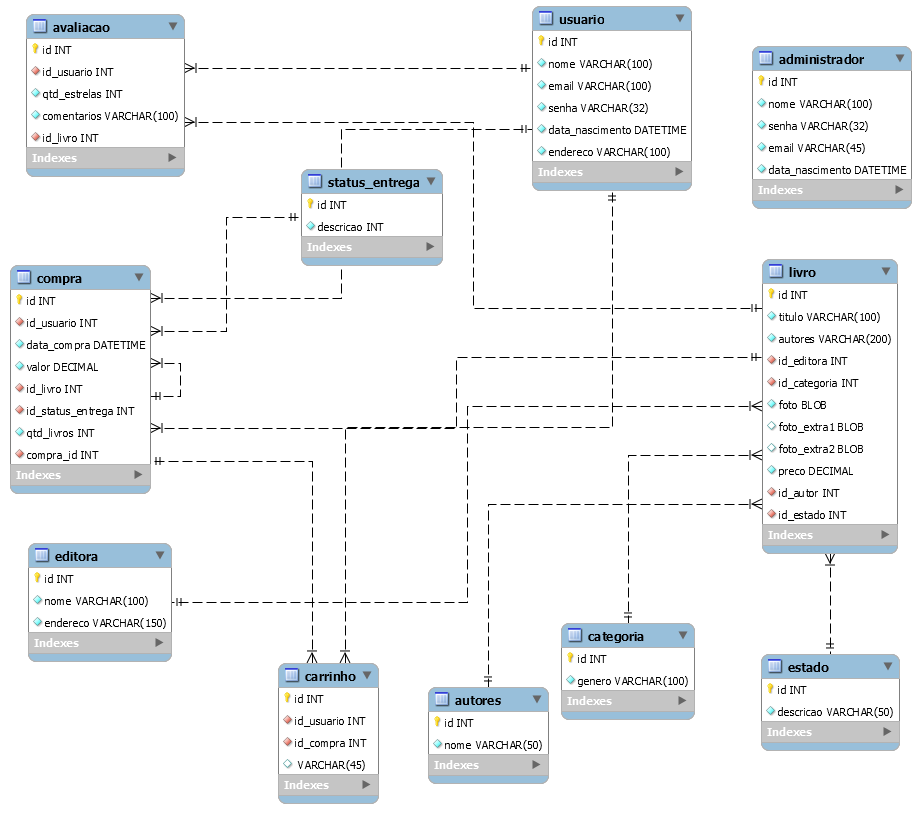 avaliacao
id INT
id_usuario INT
qtd_estrelas INT
comentarios VARCHAR(100)
id_livro INT
Indexes
usuario
id INT
nome VARCHAR(100)
email VARCHAR(100)
senha VARCHAR(32)
data_nascimento DATETIME
endereco VARCHAR(100)
Indexes
administrador
id INT
nome VARCHAR(100)
senha VARCHAR(32)
email VARCHAR(45)
data_nascimento DATETIME
Indexes
status_entrega
id INT
descricao INT
Indexes
compra
id INT
id_usuario INT
data_compra DATETIME
valor DECIMAL
id_livro INT
id_status_entrega INT
qtd_livros INT
compra_id INT
Indexes
livro
id INT
titulo VARCHAR(100)
autores VARCHAR(200)
id_editora INT
id_categoria INT
foto BLOB
foto_extra1 BLOB
foto_extra2 BLOB
preco DECIMAL
id_autor INT
id_estado INT
Indexes
editora
id INT
nome VARCHAR(100)
endereco VARCHAR(150)
Indexes
carrinho
id INT
id_usuario INT
id_compra INT
VARCHAR(45)
Indexes
autores
id INT
nome VARCHAR(50)
Indexes
categoria
id INT
genero VARCHAR(100)
Indexes
estado
id INT
descricao VARCHAR(50)
Indexes